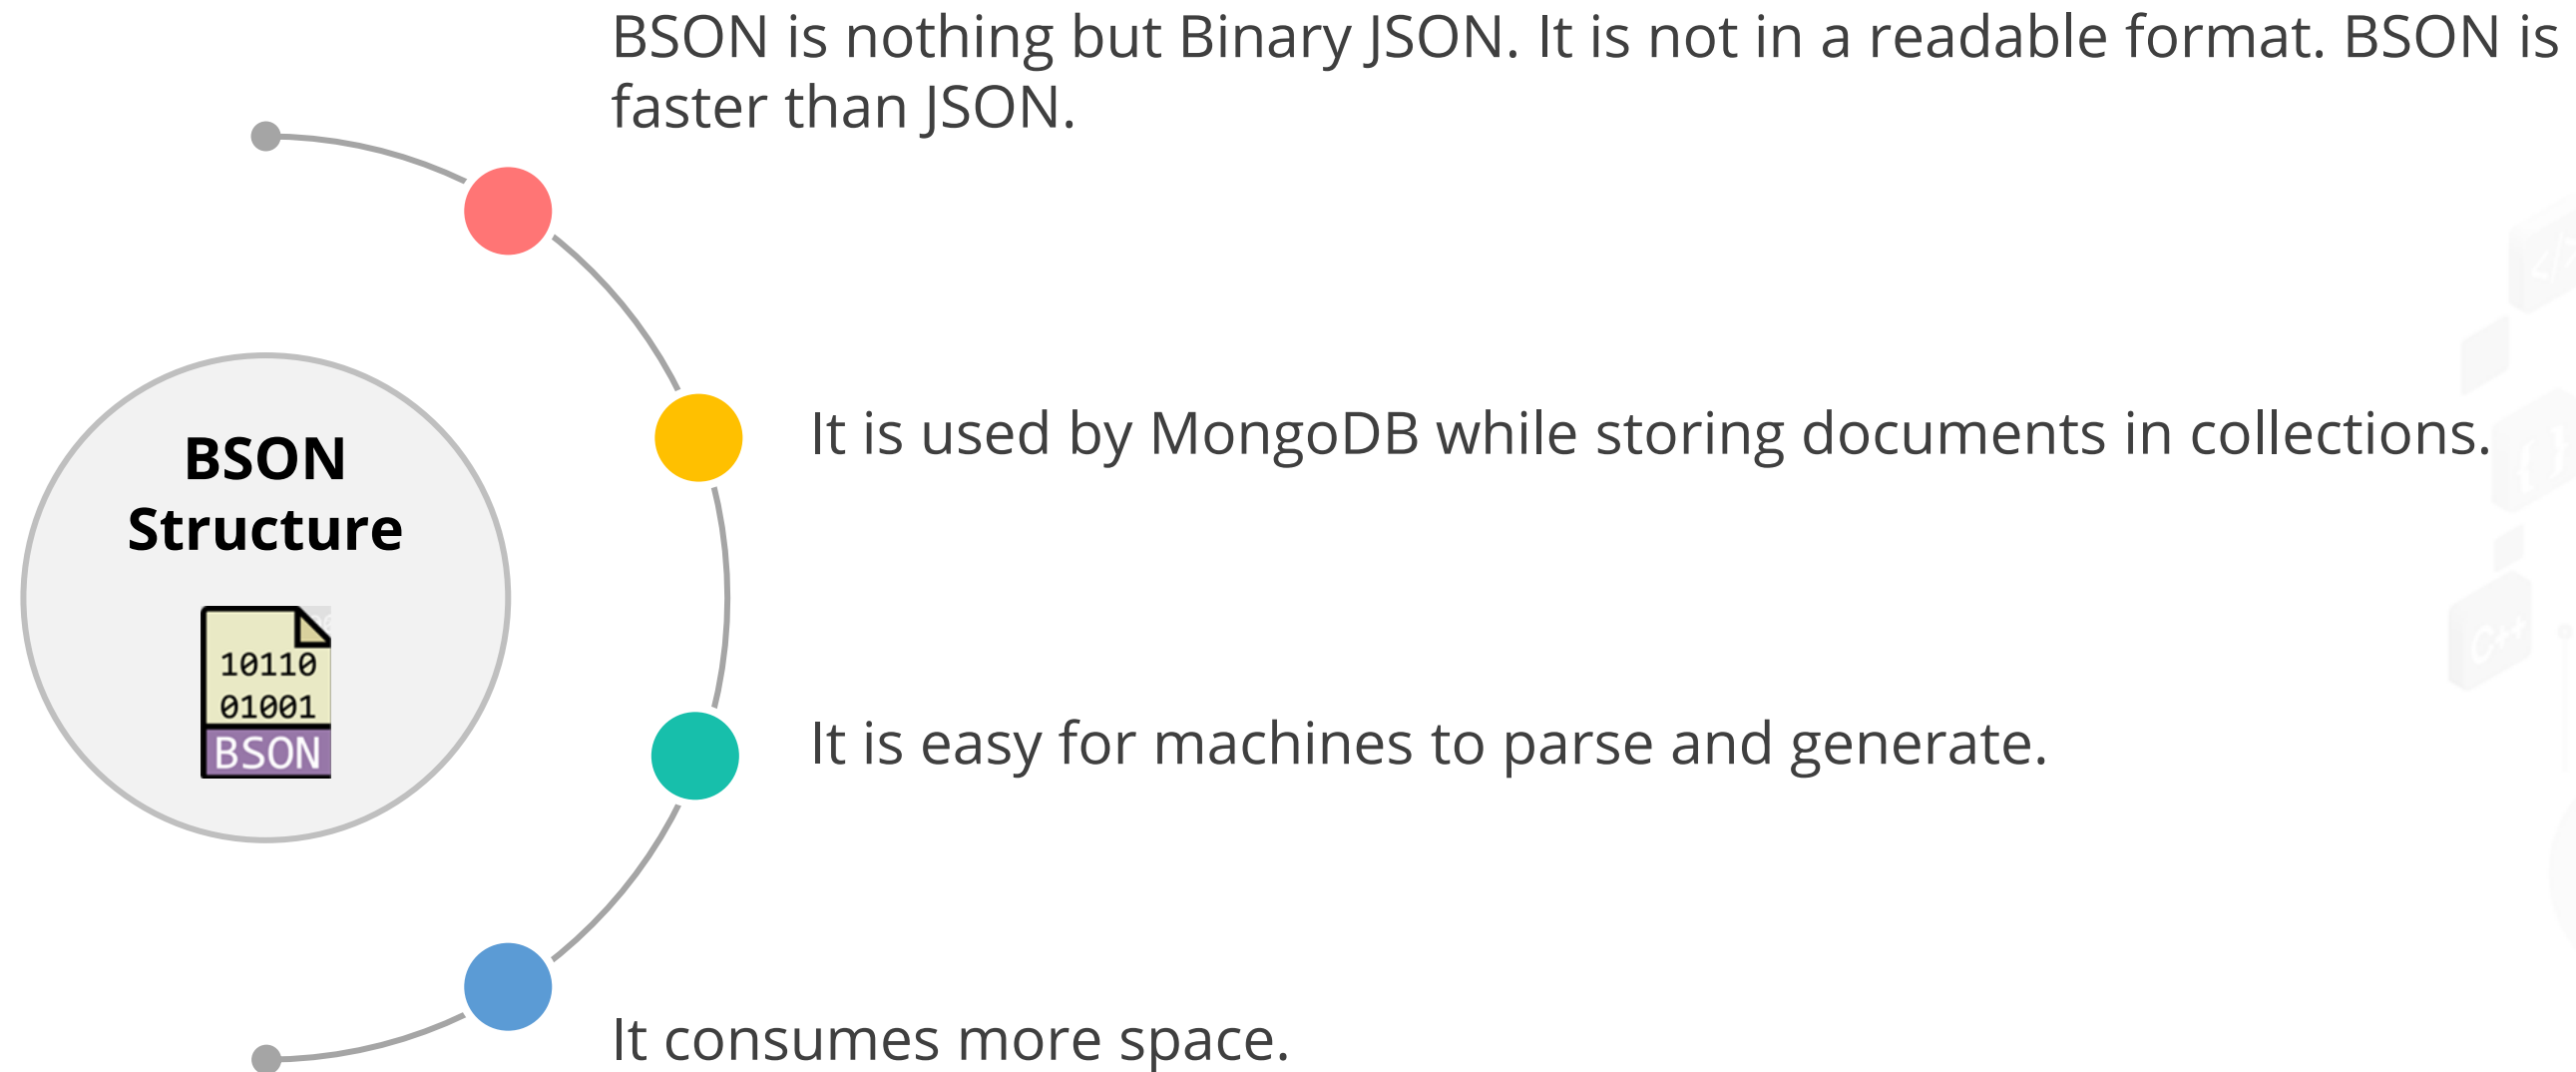 BSON is nothing but Binary JSON. It is not in a readable format. BSON is
faster than JSON.
BSON
Structure
10110
01001
BSON
It is used by MongoDB while storing documents in collections.
It is easy for machines to parse and generate.
It consumes more space.
</>
{ }
C++